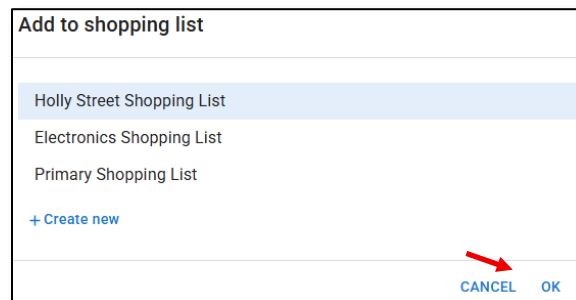 Add to shopping list
Holly Street Shopping List
Electronics Shopping List
Primary Shopping List
+ Create new
CANCEL OK